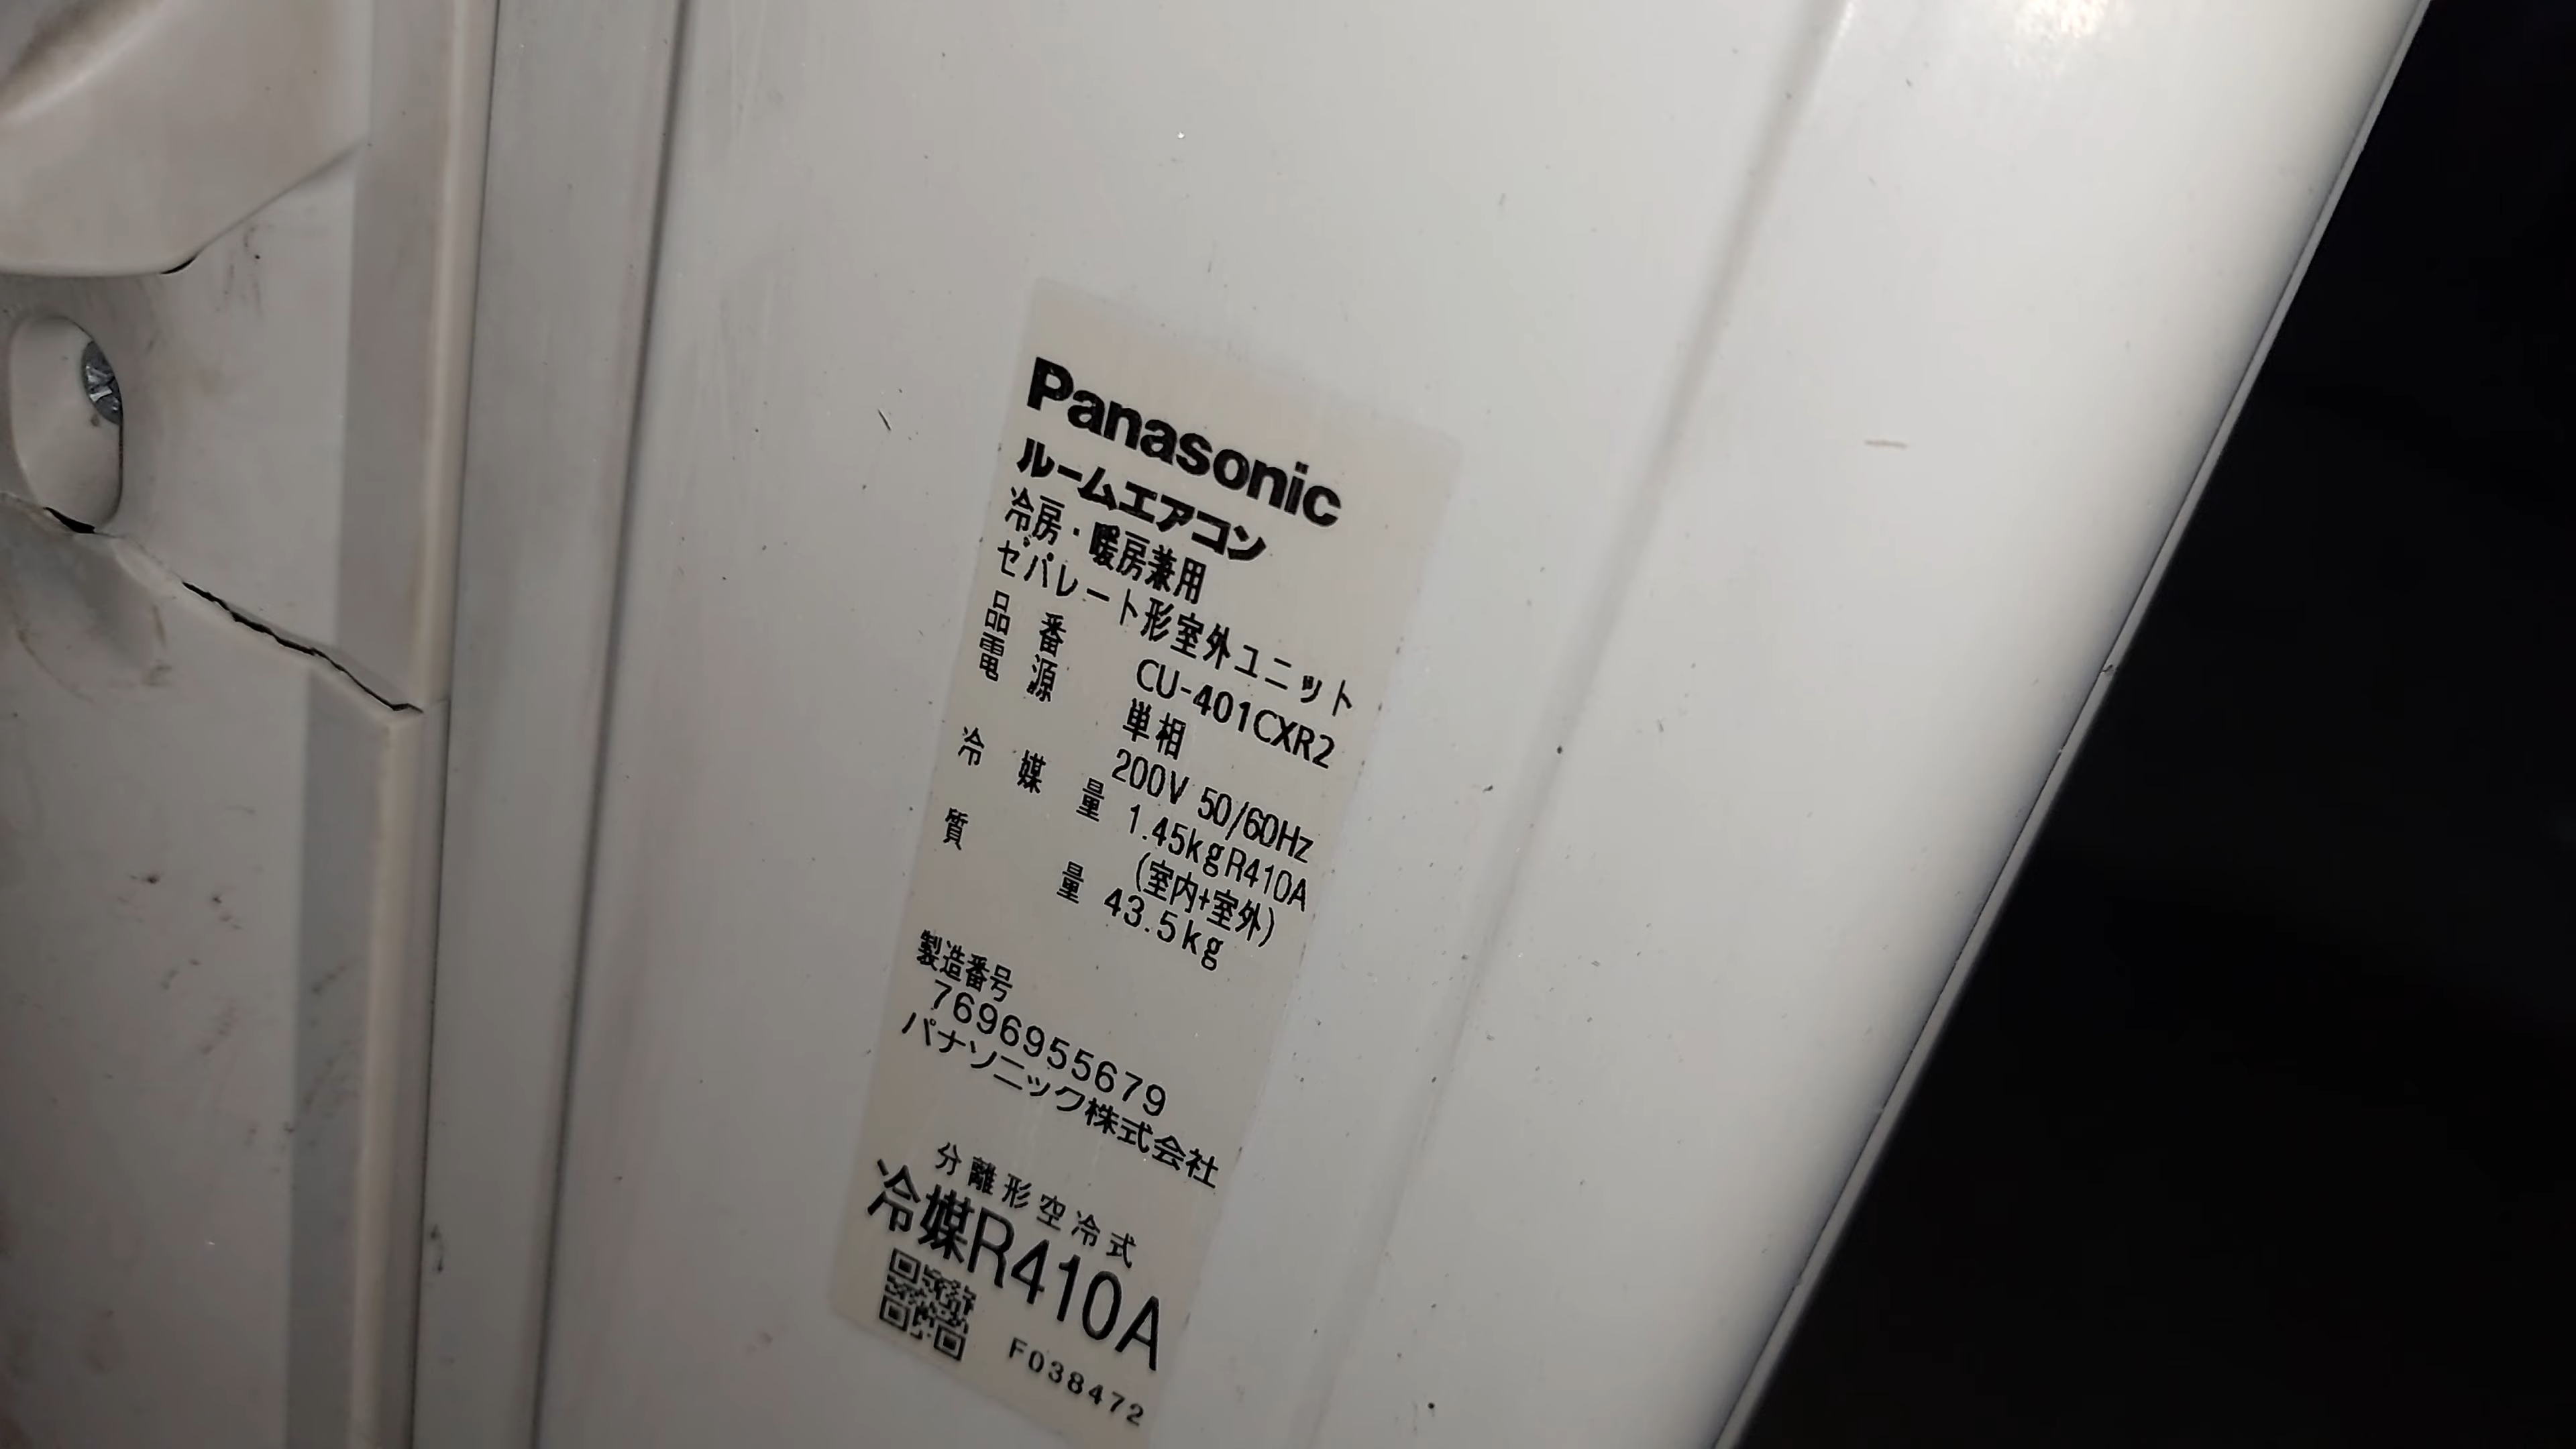 Panasonic
ルームエアコン
冷房・暖房兼用
セパレート形室外ユニット
品番 CU-401CXR2
電源 単相
200V 50/60Hz
冷媒量 1.45kg R410A
(室内+室外)
質量 43.5kg
製造番号
7696955679
パナソニック株式会社
分離形空冷式
冷媒R410A
F038472